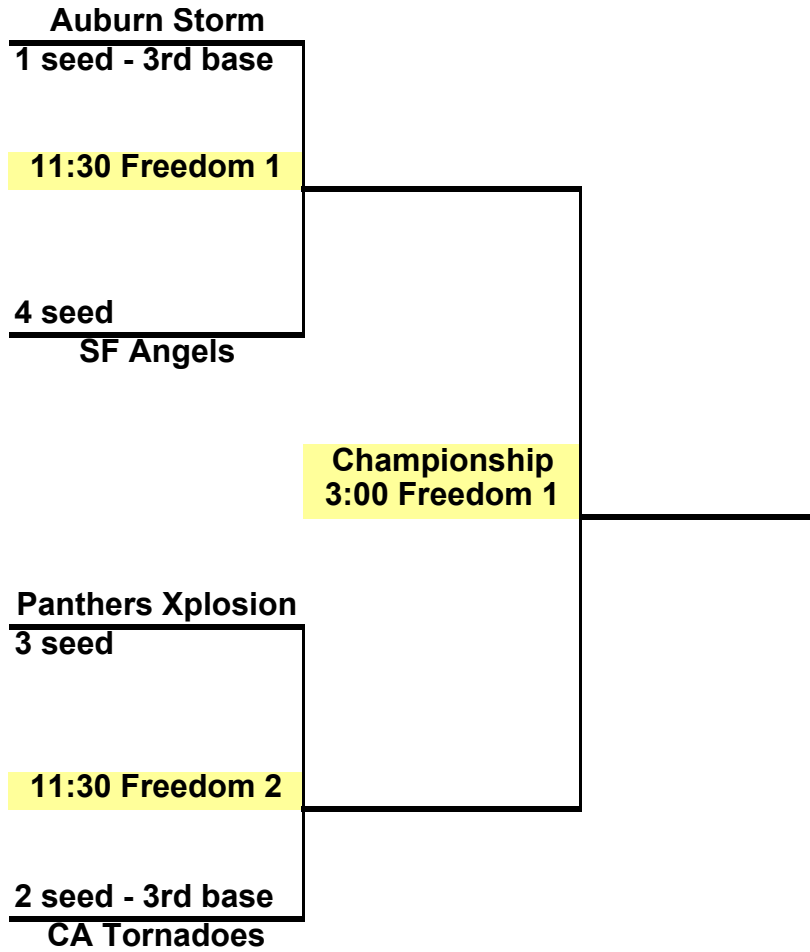 Auburn Storm
1 seed - 3rd base
11:30 Freedom 1
4 seed
SF Angels
Championship
3:00 Freedom 1
Panthers Xplosion
3 seed
11:30 Freedom 2
2 seed - 3rd base
CA Tornadoes